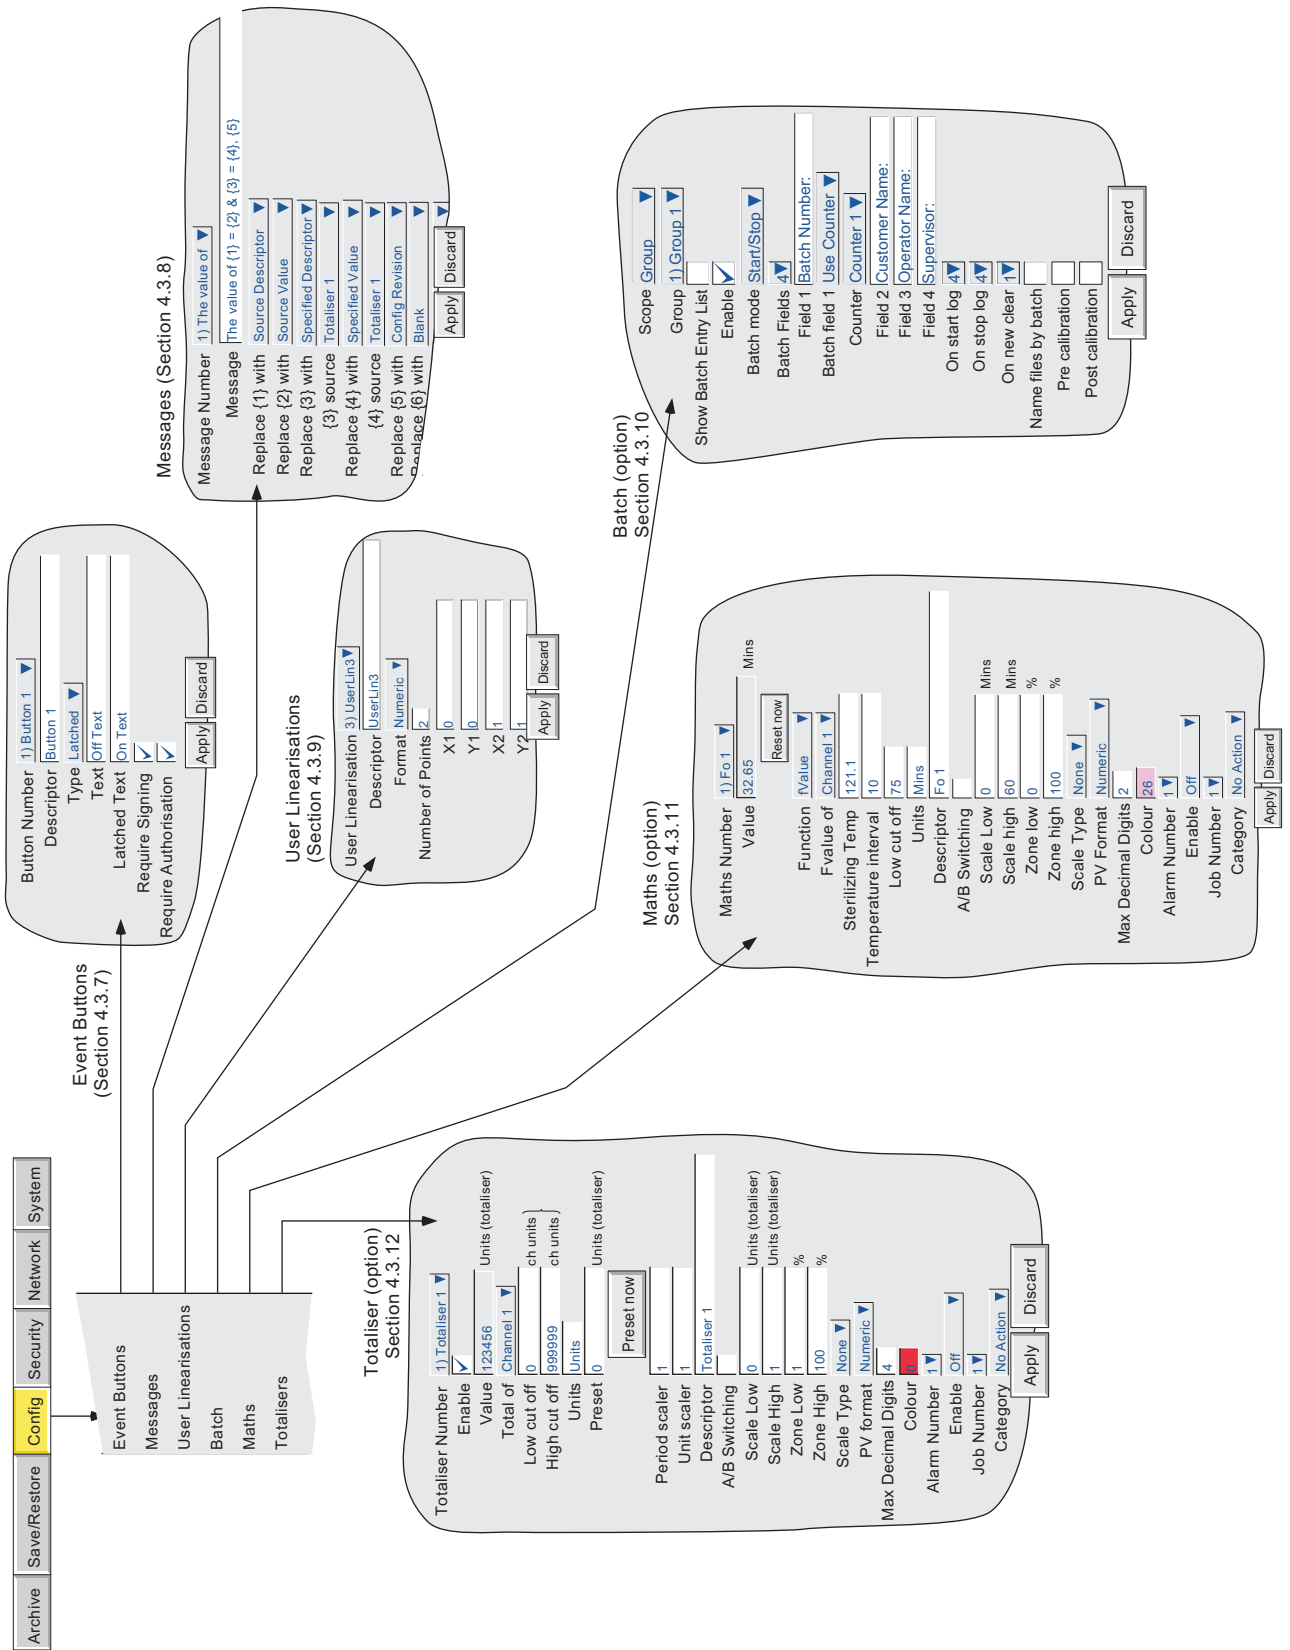 Archive
Save/Restore
Config
Security
Network
System
Event Buttons
Messages
User Linearisations
Batch
Maths
Totalisers
Event Buttons
(Section 4.3.7)
Button Number 1) Button 1
Descriptor Button 1
Type Latched
Text Off Text
Latched Text On Text
Require Signing
Require Authorisation
Apply Discard
Messages (Section 4.3.8)
Message Number 1) The value of
Message The value of {1} = {2} & {3} = {4}, {5}
Replace {1} with Source Descriptor
Replace {2} with Source Value
Replace {3} with Specified Descriptor
{3} source Totaliser 1
Replace {4} with Specified Value
{4} source Totaliser 1
Replace {5} with Config Revision
Replace {6} with Blank
Apply Discard
User Linearisations
(Section 4.3.9)
User Linearisation 3) UserLin3
Descriptor UserLin3
Format Numeric
Number of Points 2
X1 0
Y1 0
X2 1
Y2 1
Apply Discard
Batch (option)
Section 4.3.10
Scope Group
Group 1) Group 1
Show Batch Entry List
Enable
Batch mode Start/Stop
Batch Fields 4
Field 1 Batch Number:
Batch field 1 Use Counter
Counter Counter 1
Field 2 Customer Name:
Field 3 Operator Name:
Field 4 Supervisor:
On start log 4
On stop log 4
On new clear 1
Name files by batch
Pre calibration
Post calibration
Apply Discard
Maths (option)
Section 4.3.11
Maths Number 1) Fo 1
Value 32.65 Mins
Reset now
Function fValue
Fvalue of Channel 1
Sterilizing Temp 121.1
Temperature interval 10
Low cut off 75
Units Mins
Descriptor Fo 1
A/B Switching
Scale Low 0 Mins
Scale high 60 Mins
Zone low 0 %
Zone high 100 %
Scale Type None
PV Format Numeric
Max Decimal Digits 2
Colour 26
Alarm Number 1
Enable Off
Job Number 1
Category No Action
Apply Discard
Totaliser (option)
Section 4.3.12
Totaliser Number 1) Totaliser 1
Enable
Value 123456 Units (totaliser)
Total of Channel 1
Low cut off 0 ch units
High cut off 999999 ch units
Units Units
Preset 0 Units (totaliser)
Preset now
Period scaler 1
Unit scaler 1
Descriptor Totaliser 1
A/B Switching
Scale Low 0 Units (totaliser)
Scale High 1 Units (totaliser)
Zone Low 1 %
Zone High 100 %
Scale Type None
PV format Numeric
Max Decimal Digits 4
Colour 0
Alarm Number 1
Enable Off
Job Number 1
Category No Action
Apply Discard